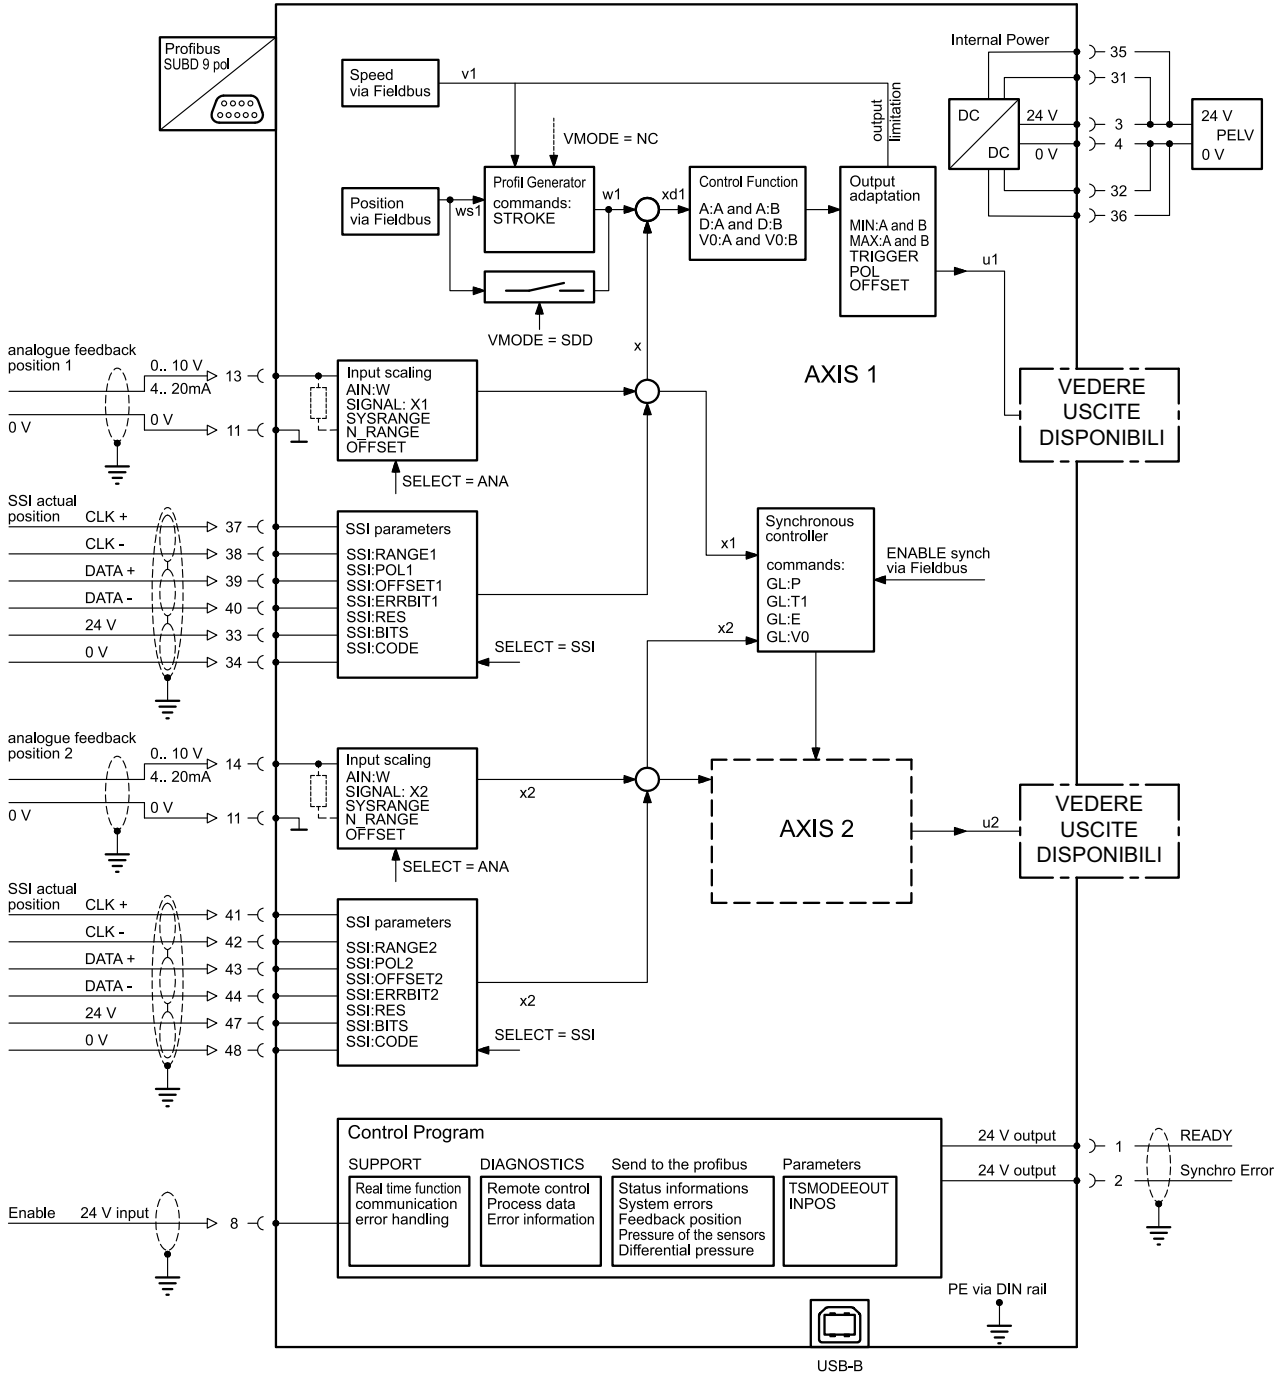 Profibus
SUBD 9 pol
Speed
via Fieldbus
v1
VMODE = NC
output
limitation
Internal Power
DC
DC
24 V
0 V
35
31
3
4
32
36
24 V
PELV
0 V
Position
via Fieldbus
ws1
Profil Generator
commands:
STROKE
w1
xd1
Control Function
A:A and A:B
D:A and D:B
V0:A and V0:B
Output
adaptation
MIN:A and B
MAX:A and B
TRIGGER
POL
OFFSET
u1
VMODE = SDD
x
AXIS 1
VEDERE
USCITE
DISPONIBILI
analogue feedback
position 1
0.. 10 V
4.. 20mA
13
0 V
0 V
11
Input scaling
AIN:W
SIGNAL: X1
SYSRANGE
N_RANGE
OFFSET
SELECT = ANA
SSI actual
position
CLK +
37
CLK -
38
DATA +
39
DATA -
40
24 V
33
0 V
34
SSI parameters
SSI:RANGE1
SSI:POL1
SSI:OFFSET1
SSI:ERRBIT1
SSI:RES
SSI:BITS
SSI:CODE
SELECT = SSI
x1
x2
Synchronous
controller
commands:
GL:P
GL:T1
GL:E
GL:V0
ENABLE synch
via Fieldbus
analogue feedback
position 2
0.. 10 V
4.. 20mA
14
0 V
0 V
11
Input scaling
AIN:W
SIGNAL: X2
SYSRANGE
N_RANGE
OFFSET
x2
SELECT = ANA
AXIS 2
u2
VEDERE
USCITE
DISPONIBILI
SSI actual
position
CLK +
41
CLK -
42
DATA +
43
DATA -
44
24 V
47
0 V
48
SSI parameters
SSI:RANGE2
SSI:POL2
SSI:OFFSET2
SSI:ERRBIT2
SSI:RES
SSI:BITS
SSI:CODE
x2
SELECT = SSI
Control Program
SUPPORT
Real time function
communication
error handling
DIAGNOSTICS
Remote control
Process data
Error information
Send to the profibus
Status informations
System errors
Feedback position
Pressure of the sensors
Differential pressure
Parameters
TSMODEEOUT
INPOS
24 V output
1
READY
24 V output
2
Synchro Error
Enable
24 V input
8
PE via DIN rail
USB-B